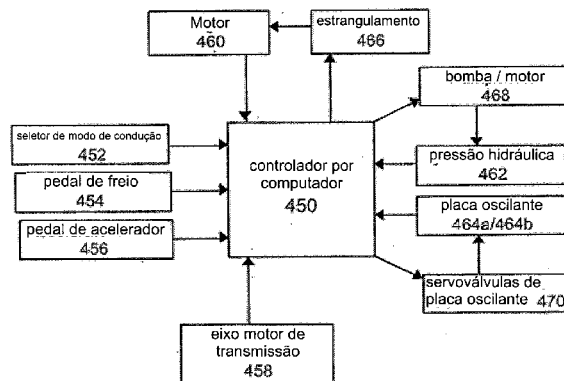 Motor
460
estrangulamento
466
bomba / motor
468
seletor de modo de condução
452
pressão hidráulica
462
controlador por
computador
450
pedal de freio
454
placa oscilante
464a/464b
pedal de acelerador
456
servoválvulas de
placa oscilante 470
eixo motor de
transmissão
458